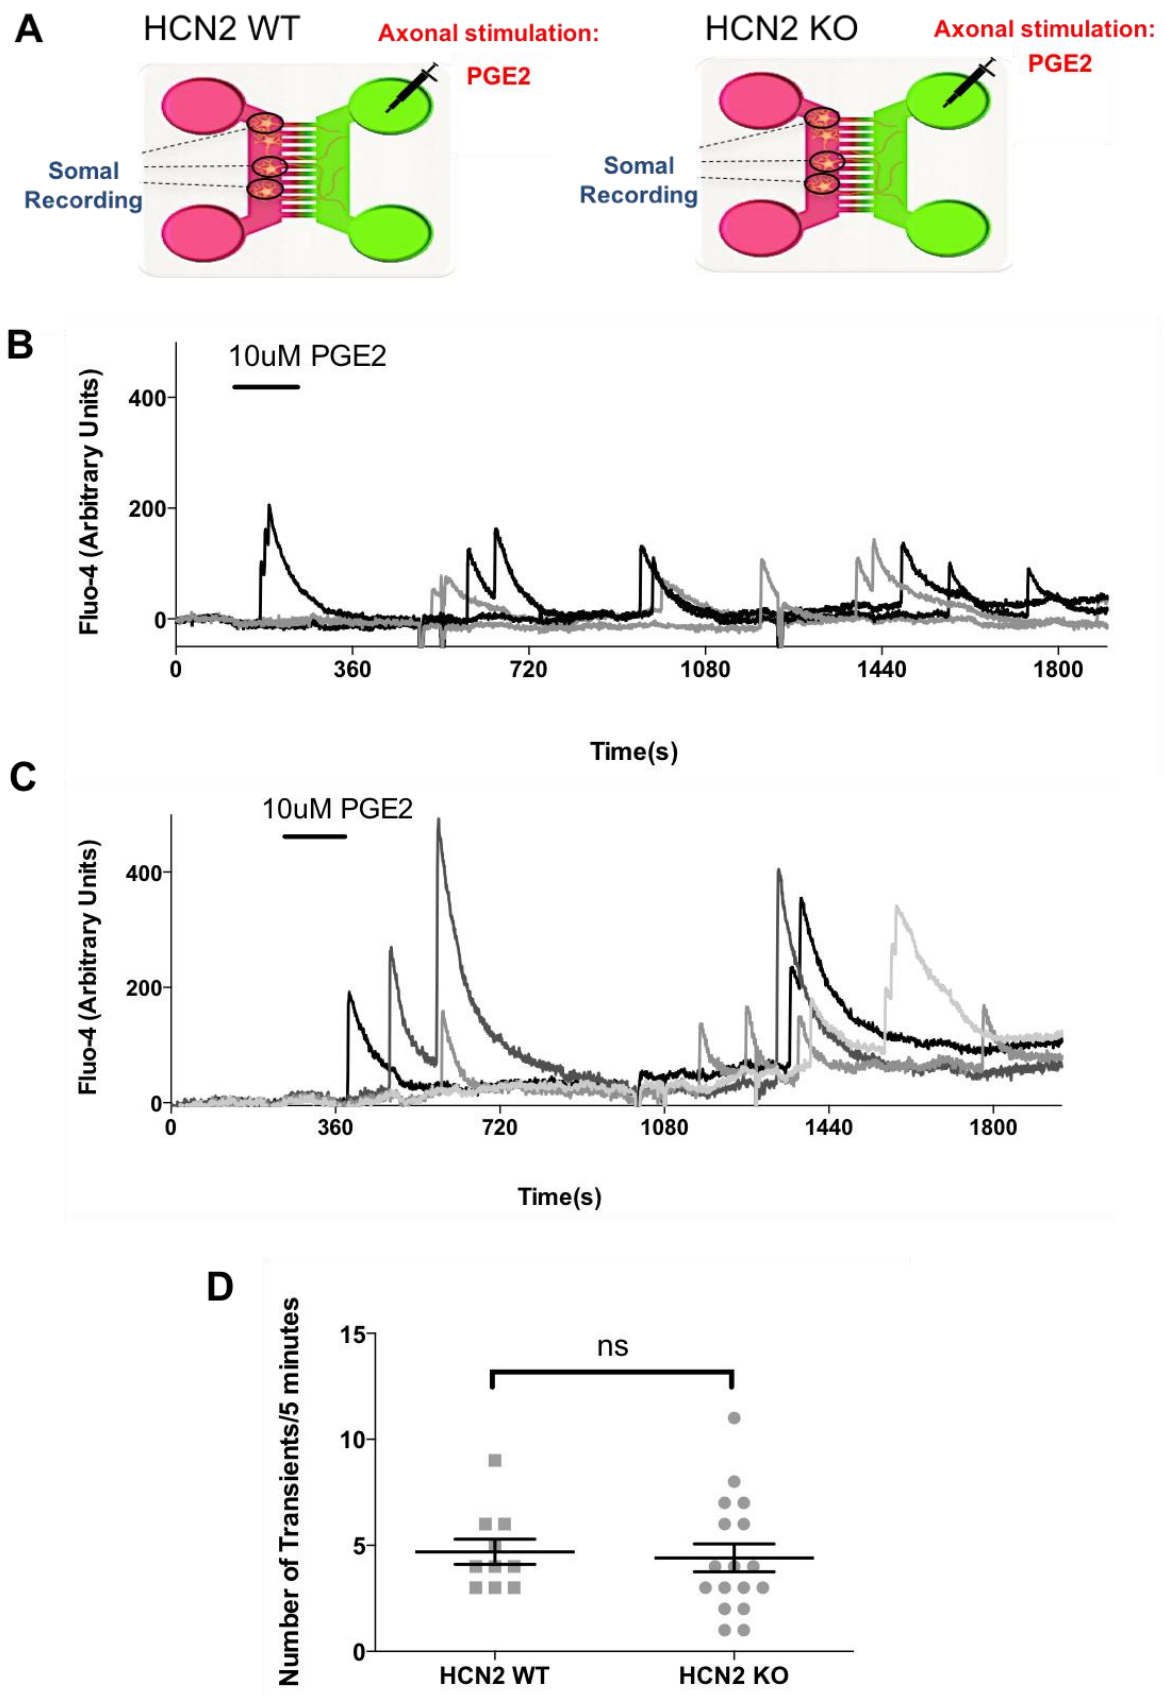 A
HCN2 WT
Axonal stimulation:
PGE2
Somal
Recording
HCN2 KO
Axonal stimulation:
PGE2
Somal
Recording
B
10uM PGE2
Fluo-4 (Arbitrary Units)
400
200
0
0 360 720 1080 1440 1800
Time(s)
C
10uM PGE2
Fluo-4 (Arbitrary Units)
400
200
0
0 360 720 1080 1440 1800
Time(s)
D
Number of Transients/5 minutes
15
10
5
0
ns
HCN2 WT HCN2 KO